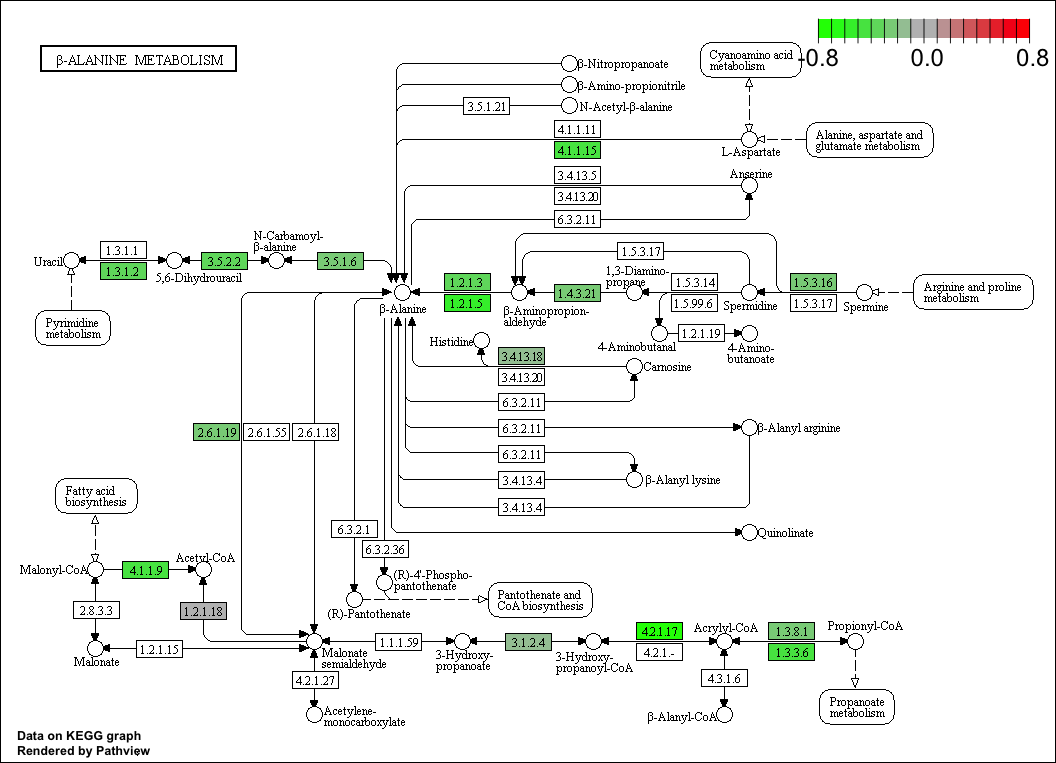 β-ALANINE METABOLISM
-0.8 0.0 0.8
β-Nitropropanoate
β-Amino-propionitrile
3.5.1.21
N-Acetyl-β-alanine
Cyanoamino acid
metabolism
4.1.1.11
4.1.1.15
L-Aspartate
Alanine, aspartate and
glutamate metabolism
3.4.13.5
3.4.13.20
Anserine
6.3.2.11
Uracil
1.3.1.1
1.3.1.2
5,6-Dihydrouracil
3.5.2.2
N-Carbamoyl-
β-alanine
3.5.1.6
Pyrimidine
metabolism
β-Alanine
1.2.1.3
1.2.1.5
β-Aminopropion-
aldehyde
1.4.3.21
1,3-Diamino-
propane
1.5.3.17
1.5.3.14
1.5.99.6
Spermidine
1.5.3.16
1.5.3.17
Spermine
Arginine and proline
metabolism
4-Aminobutanal
1.2.1.19
4-Amino-
butanoate
Histidine
3.4.13.18
3.4.13.20
Carnosine
6.3.2.11
6.3.2.11
β-Alanyl arginine
6.3.2.11
3.4.13.4
β-Alanyl lysine
3.4.13.4
2.6.1.19
2.6.1.55
2.6.1.18
Quinolinate
6.3.2.1
6.3.2.36
(R)-4'-Phospho-
pantothenate
(R)-Pantothenate
Pantothenate and
CoA biosynthesis
Fatty acid
biosynthesis
Malonyl-CoA
4.1.1.9
Acetyl-CoA
2.8.3.3
1.2.1.18
Malonate
1.2.1.15
Malonate
semialdehyde
1.1.1.59
3-Hydroxy-
propanoate
3.1.2.4
3-Hydroxy-
propanoyl-CoA
4.2.1.17
4.2.1.-
Acrylyl-CoA
1.3.8.1
1.3.3.6
Propionyl-CoA
4.2.1.27
Acetylene-
monocarboxylate
4.3.1.6
β-Alanyl-CoA
Propanoate
metabolism
Data on KEGG graph
Rendered by Pathview